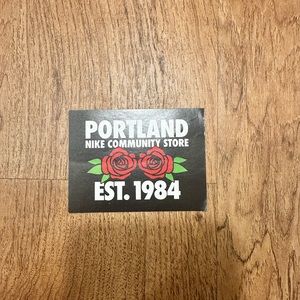 PORTLAND
NIKE COMMUNITY STORE
EST. 1984